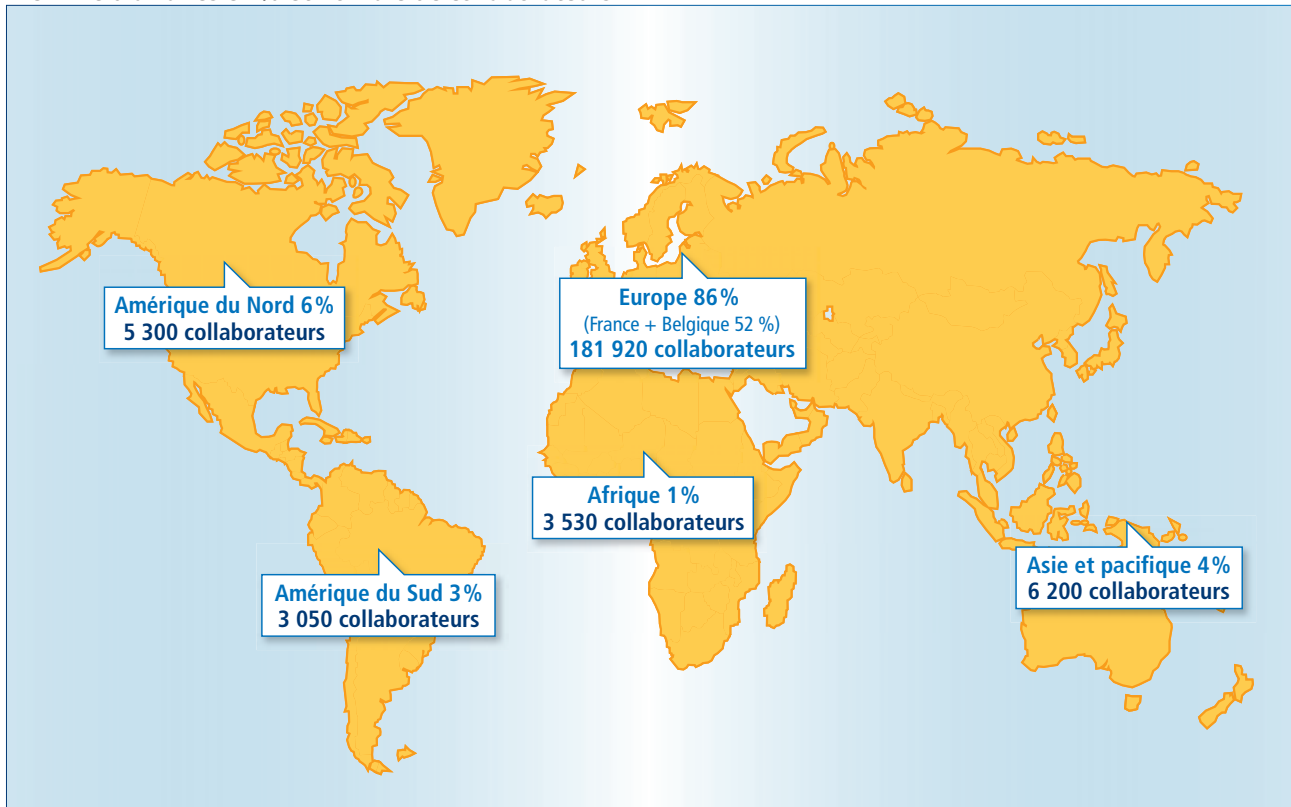 Amérique du Nord 6%
5 300 collaborateurs
Europe 86%
(France + Belgique 52 %)
181 920 collaborateurs
Afrique 1%
3 530 collaborateurs
Amérique du Sud 3%
3 050 collaborateurs
Asie et pacifique 4%
6 200 collaborateurs